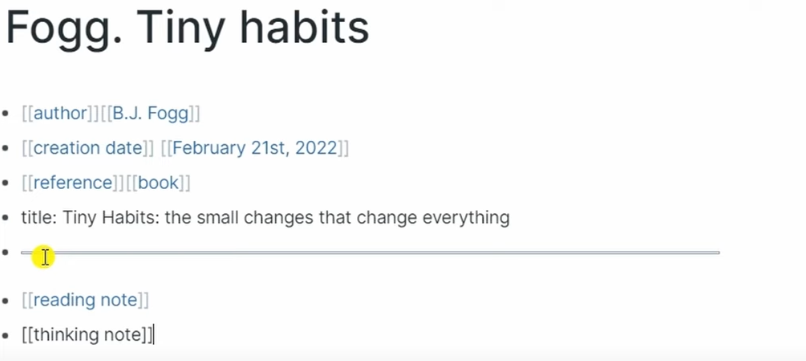 Fogg. Tiny habits
[[author]][[B.J. Fogg]]
[[creation date]] [[February 21st, 2022]]
[[reference]][[book]]
title: Tiny Habits: the small changes that change everything
[[reading note]]
[[thinking note]]